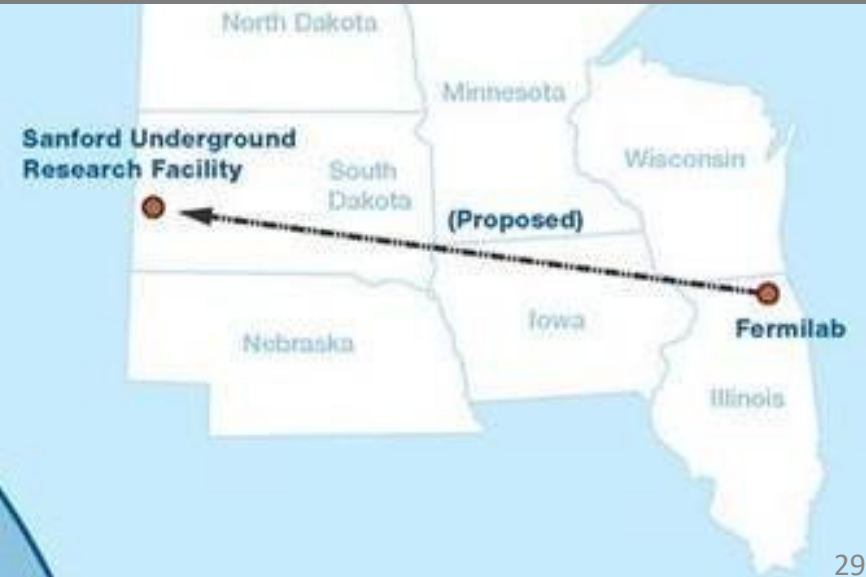 North Dakota
Minnesota
Sanford Underground
Research Facility
South
Dakota
Wisconsin
(Proposed)
Fermilab
Iowa
Nebraska
Illinois
29